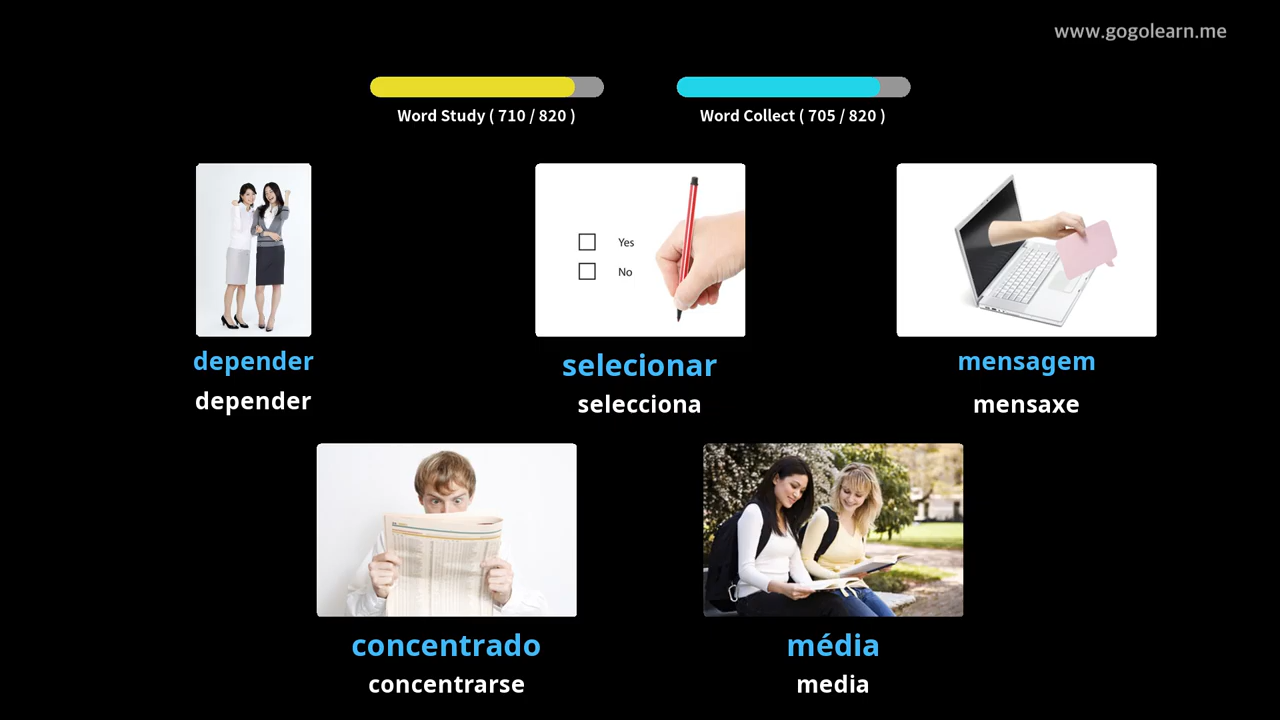 www.gogolearn.me
Word Study ( 710 / 820 )
Word Collect ( 705 / 820 )
Yes
No
depender
depender
selecionar
selecciona
mensagem
mensaxe
concentrado
concentrarse
média
media